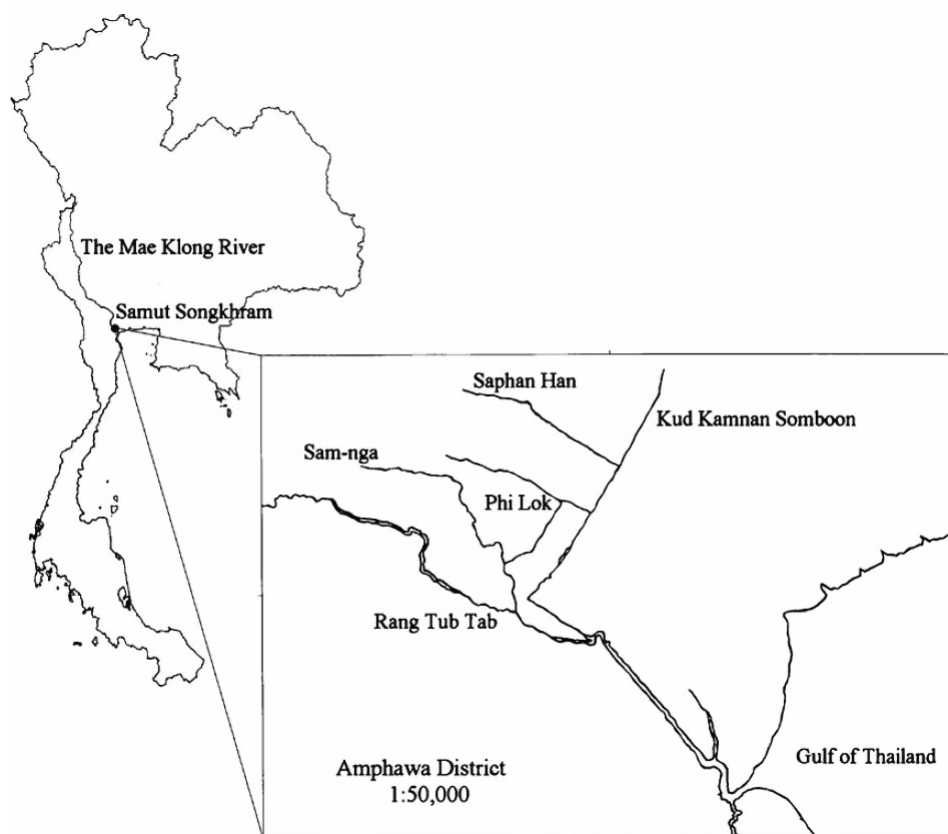 The Mae Klong River
Samut Songkhram
Saphan Han
Kud Kamnan Somboon
Sam-nga
Phi Lok
Rang Tub Tab
Gulf of Thailand
Amphawa District
1:50,000